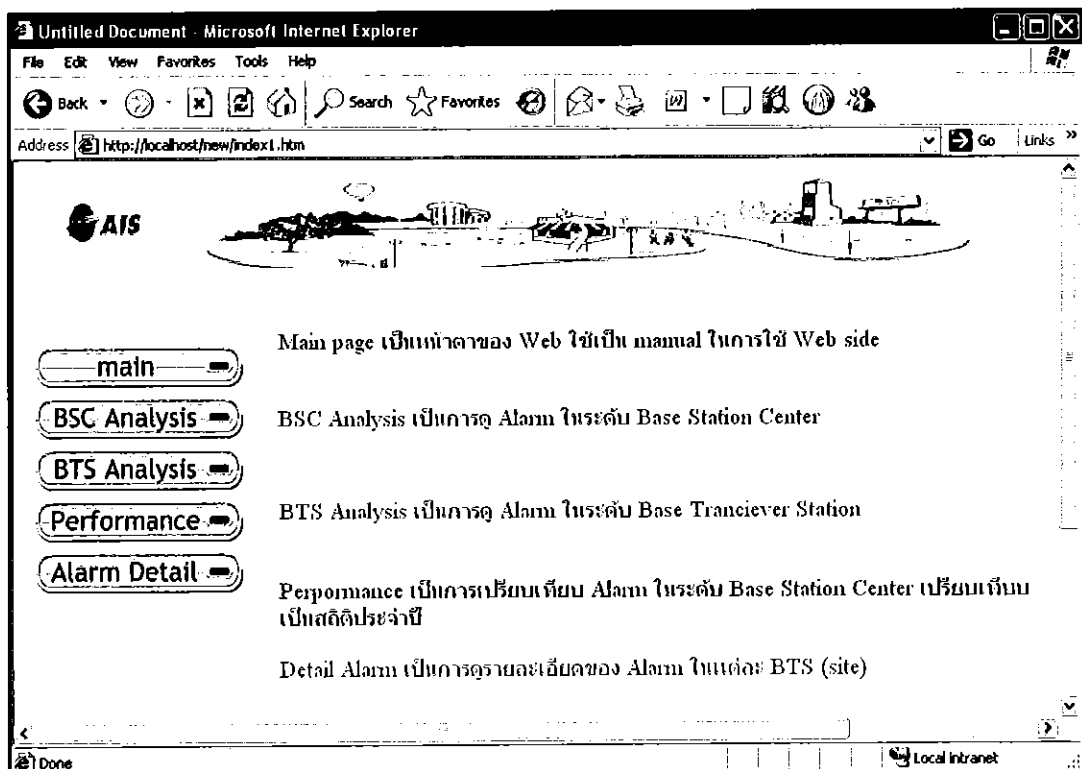 Untitled Document - Microsoft Internet Explorer
File Edit View Favorites Tools Help
Back Search Favorites
Address http://localhost/new/index1.htm Go Links »
AIS
main
BSC Analysis
BTS Analysis
Performance
Alarm Detail
Main page เป็นหน้าตาของ Web ใช้เป็น manual ในการใช้ Web side
BSC Analysis เป็นการดู Alarm ในระดับ Base Station Center
BTS Analysis เป็นการดู Alarm ในระดับ Base Tranciever Station
Perpormance เป็นการเปรียบเทียบ Alarm ในระดับ Base Station Center เปรียบเทียบ
เป็นสถิติประจำปี
Detail Alarm เป็นการดูรายละเอียดของ Alarm ในแต่ละ BTS (site)
Done Local intranet